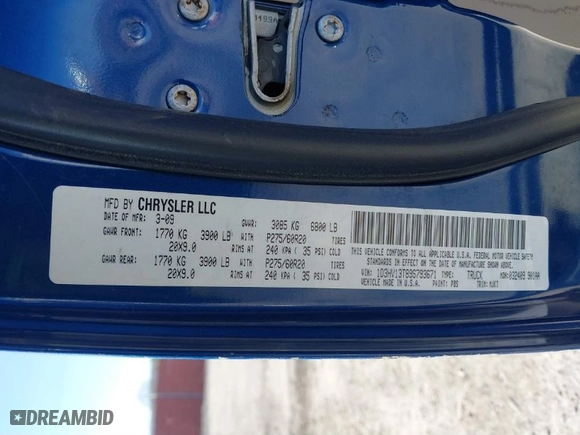 MFD BY CHRYSLER LLC
DATE OF MFR 3-09 GVWR: 3085 KG 6800 LB
GAWR FRONT: 1770 KG 3900 LB WITH P275/60R20 TIRES
20X9.0 RIMS AT 240 KPA ( 35 PSI) COLD
GAWR REAR: 1770 KG 3900 LB WITH P275/60R20 TIRES
20X9.0 RIMS AT 240 KPA ( 35 PSI) COLD
THIS VEHICLE CONFORMS TO ALL APPLICABLE U.S.A. FEDERAL MOTOR VEHICLE SAFETY
STANDARDS IN EFFECT ON THE DATE OF MANUFACTURE SHOWN ABOVE.
VIN: 1D3HV13T89S793671 TYPE: TRUCK
VEHICLE MADE IN U.S.A. PAINT: PBS TRIM:
DREAMBID